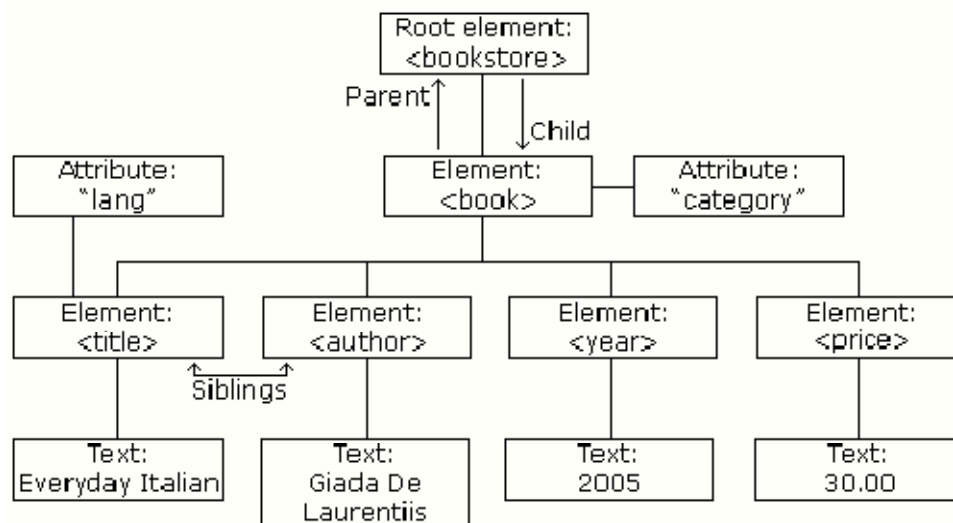 Root element:
<bookstore>
Parent
Child
Attribute:
"lang"
Element:
<book>
Attribute:
"category"
Element:
<title>
Element:
<author>
Element:
<year>
Element:
<price>
Siblings
Text:
Everyday Italian
Text:
Giada De
Laurentiis
Text:
2005
Text:
30.00